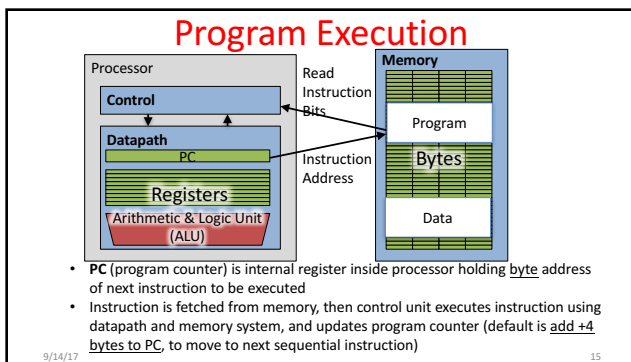 Program Execution
Processor
Control
Datapath
PC
Registers
Arithmetic & Logic Unit
(ALU)
Read
Instruction
Bits
Instruction
Address
Memory
Program
Bytes
Data
• PC (program counter) is internal register inside processor holding byte address
of next instruction to be executed
• Instruction is fetched from memory, then control unit executes instruction using
datapath and memory system, and updates program counter (default is add +4
bytes to PC, to move to next sequential instruction)
9/14/17
15